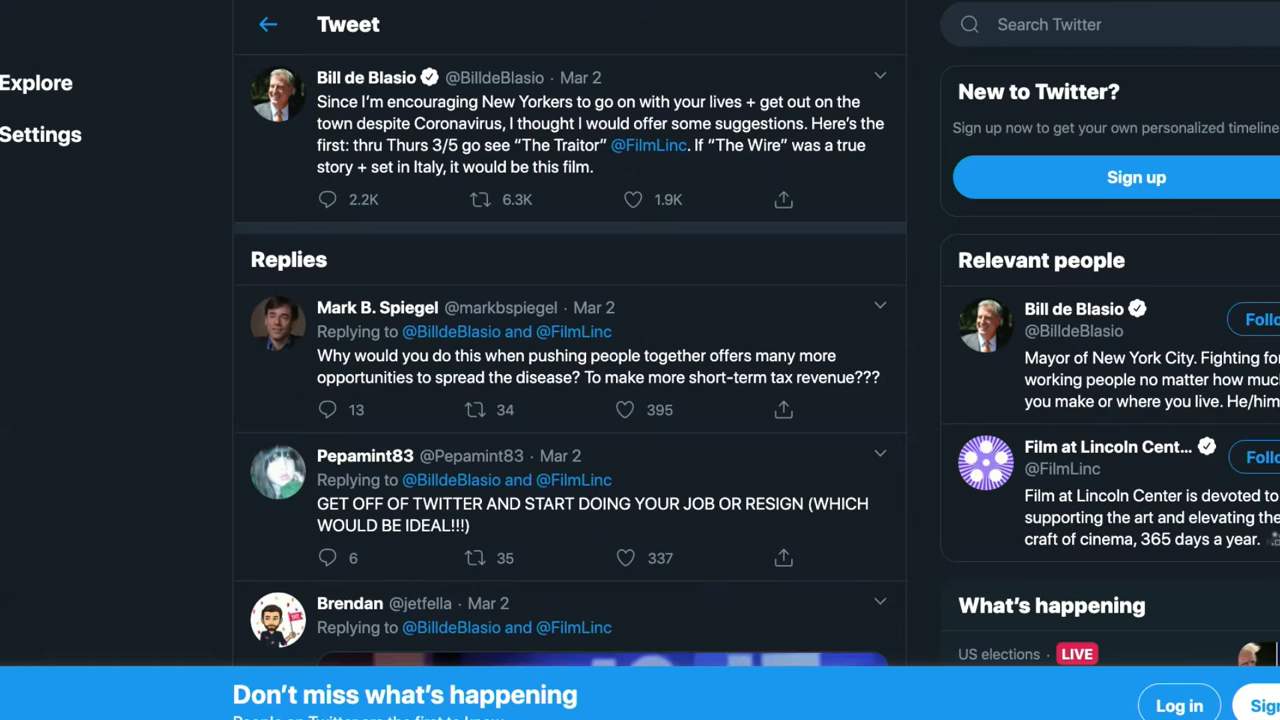 Tweet
Search Twitter
Explore
Settings
Bill de Blasio @BilldeBlasio · Mar 2
Since I'm encouraging New Yorkers to go on with your lives + get out on the
town despite Coronavirus, I thought I would offer some suggestions. Here's the
first: thru Thurs 3/5 go see “The Traitor” @FilmLinc. If “The Wire” was a true
story + set in Italy, it would be this film.
2.2K 6.3K 1.9K
Replies
Mark B. Spiegel @markbspiegel · Mar 2
Replying to @BilldeBlasio and @FilmLinc
Why would you do this when pushing people together offers many more
opportunities to spread the disease? To make more short-term tax revenue???
13 34 395
Pepamint83 @Pepamint83 · Mar 2
Replying to @BilldeBlasio and @FilmLinc
GET OFF OF TWITTER AND START DOING YOUR JOB OR RESIGN (WHICH
WOULD BE IDEAL!!!)
6 35 337
Brendan @jetfella · Mar 2
Replying to @BilldeBlasio and @FilmLinc
New to Twitter?
Sign up now to get your own personalized timeline
Sign up
Relevant people
Bill de Blasio
@BilldeBlasio
Follo
Mayor of New York City. Fighting for
working people no matter how much
you make or where you live. He/him
Film at Lincoln Cent...
@FilmLinc
Follo
Film at Lincoln Center is devoted to
supporting the art and elevating the
craft of cinema, 365 days a year.
What's happening
US elections · LIVE
Don't miss what's happening
People on Twitter are the first to know.
Log in
Sign